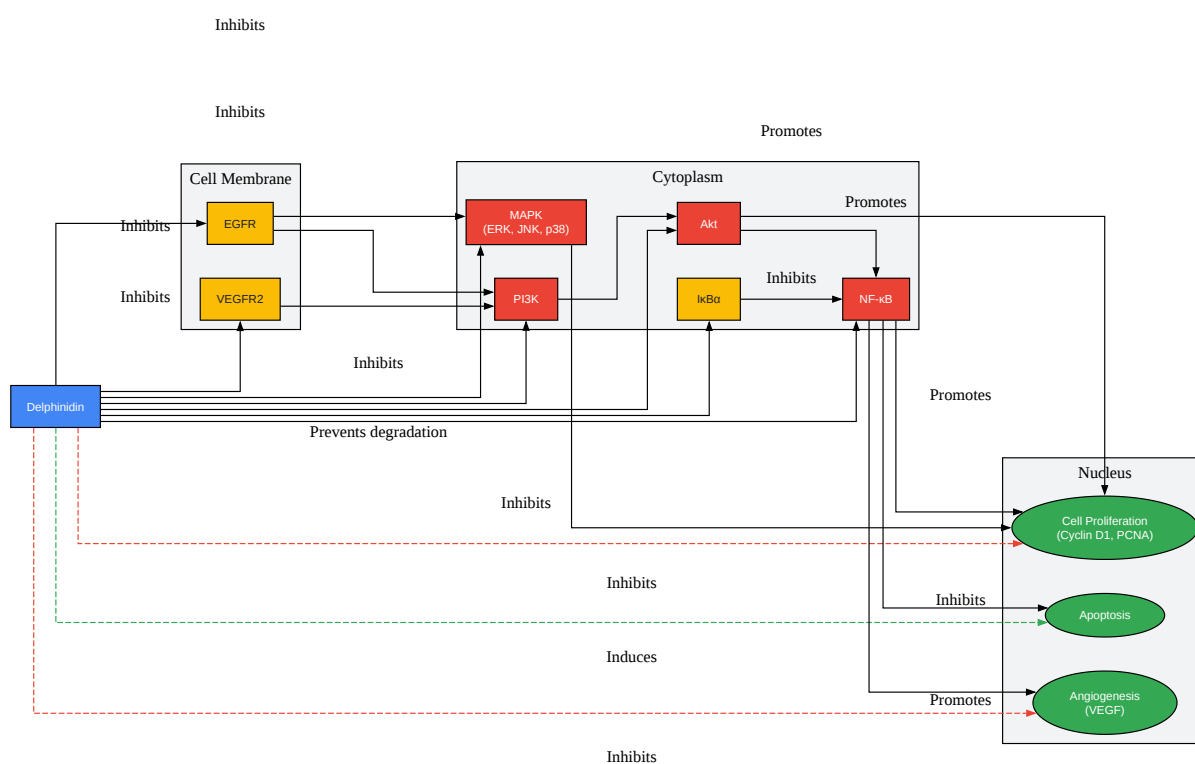 Inhibits
Inhibits
Promotes
Cell Membrane
Cytoplasm
Promotes
Inhibits
EGFR
MAPK
(ERK, JNK, p38)
Akt
Inhibits
Inhibits
VEGFR2
PI3K
IκBα
NF-κB
Inhibits
Promotes
Delphinidin
Prevents degradation
Nucleus
Inhibits
Cell Proliferation
(Cyclin D1, PCNA)
Inhibits
Inhibits
Apoptosis
Induces
Promotes
Angiogenesis
(VEGF)
Inhibits